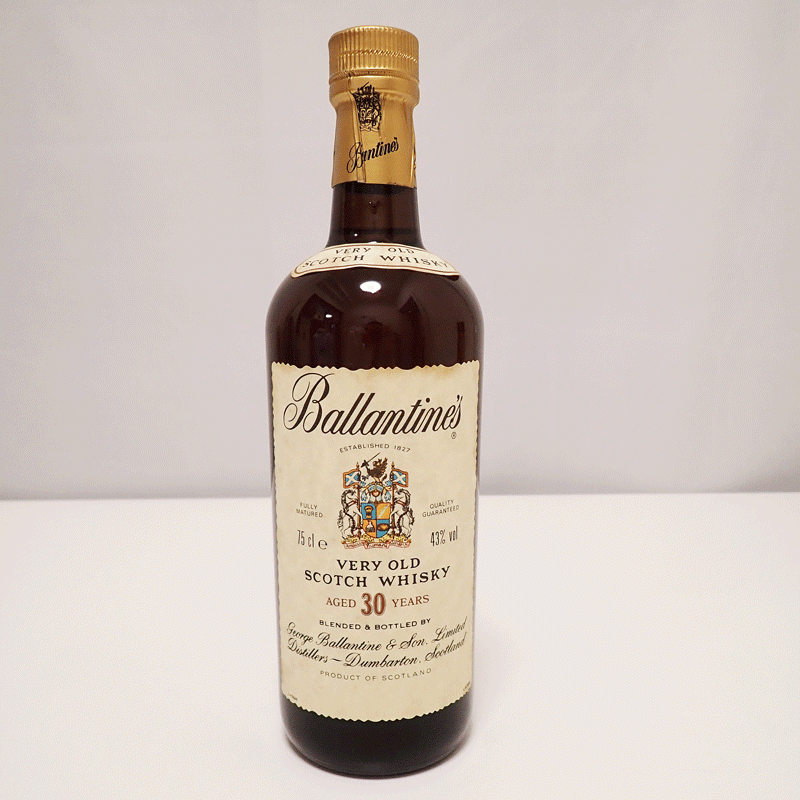 Bantine's
VERY OLD
SCOTCH WHISKY
Ballantine's
®
ESTABLISHED 1827
FULLY
MATURED
QUALITY
GUARANTEED
75 cl e
43% vol
VERY OLD
SCOTCH WHISKY
AGED 30 YEARS
BLENDED & BOTTLED BY
George Ballantine & Son, Limited
Distillers – Dumbarton, Scotland
PRODUCT OF SCOTLAND